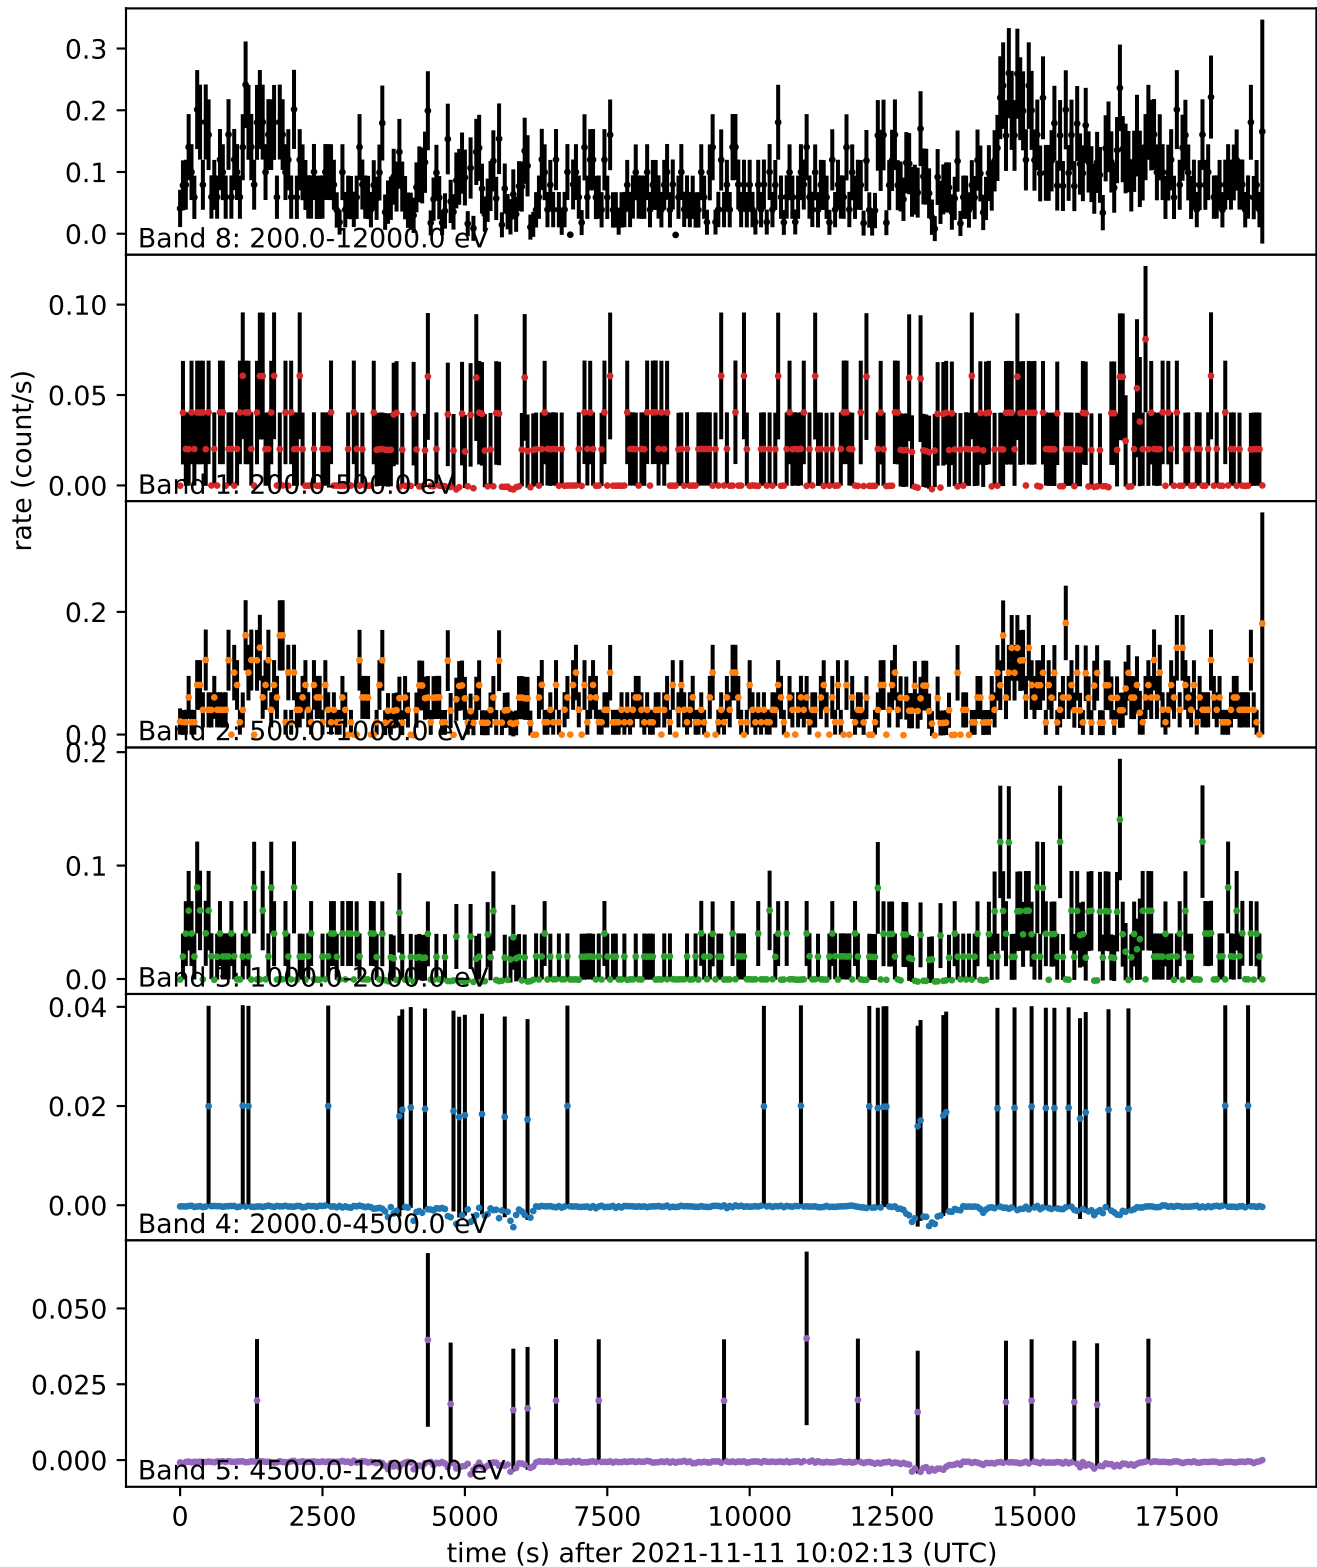 0.3
0.2
0.1
0.0
Band 8: 200.0-12000.0 eV
0.10
0.05
0.00
Band 1: 200.0-500.0 eV
rate (count/s)
0.2
0.0
Band 2: 500.0-1000.0 eV
0.2
0.1
0.0
Band 3: 1000.0-2000.0 eV
0.04
0.02
0.00
Band 4: 2000.0-4500.0 eV
0.050
0.025
0.000
Band 5: 4500.0-12000.0 eV
0 2500 5000 7500 10000 12500 15000 17500
time (s) after 2021-11-11 10:02:13 (UTC)